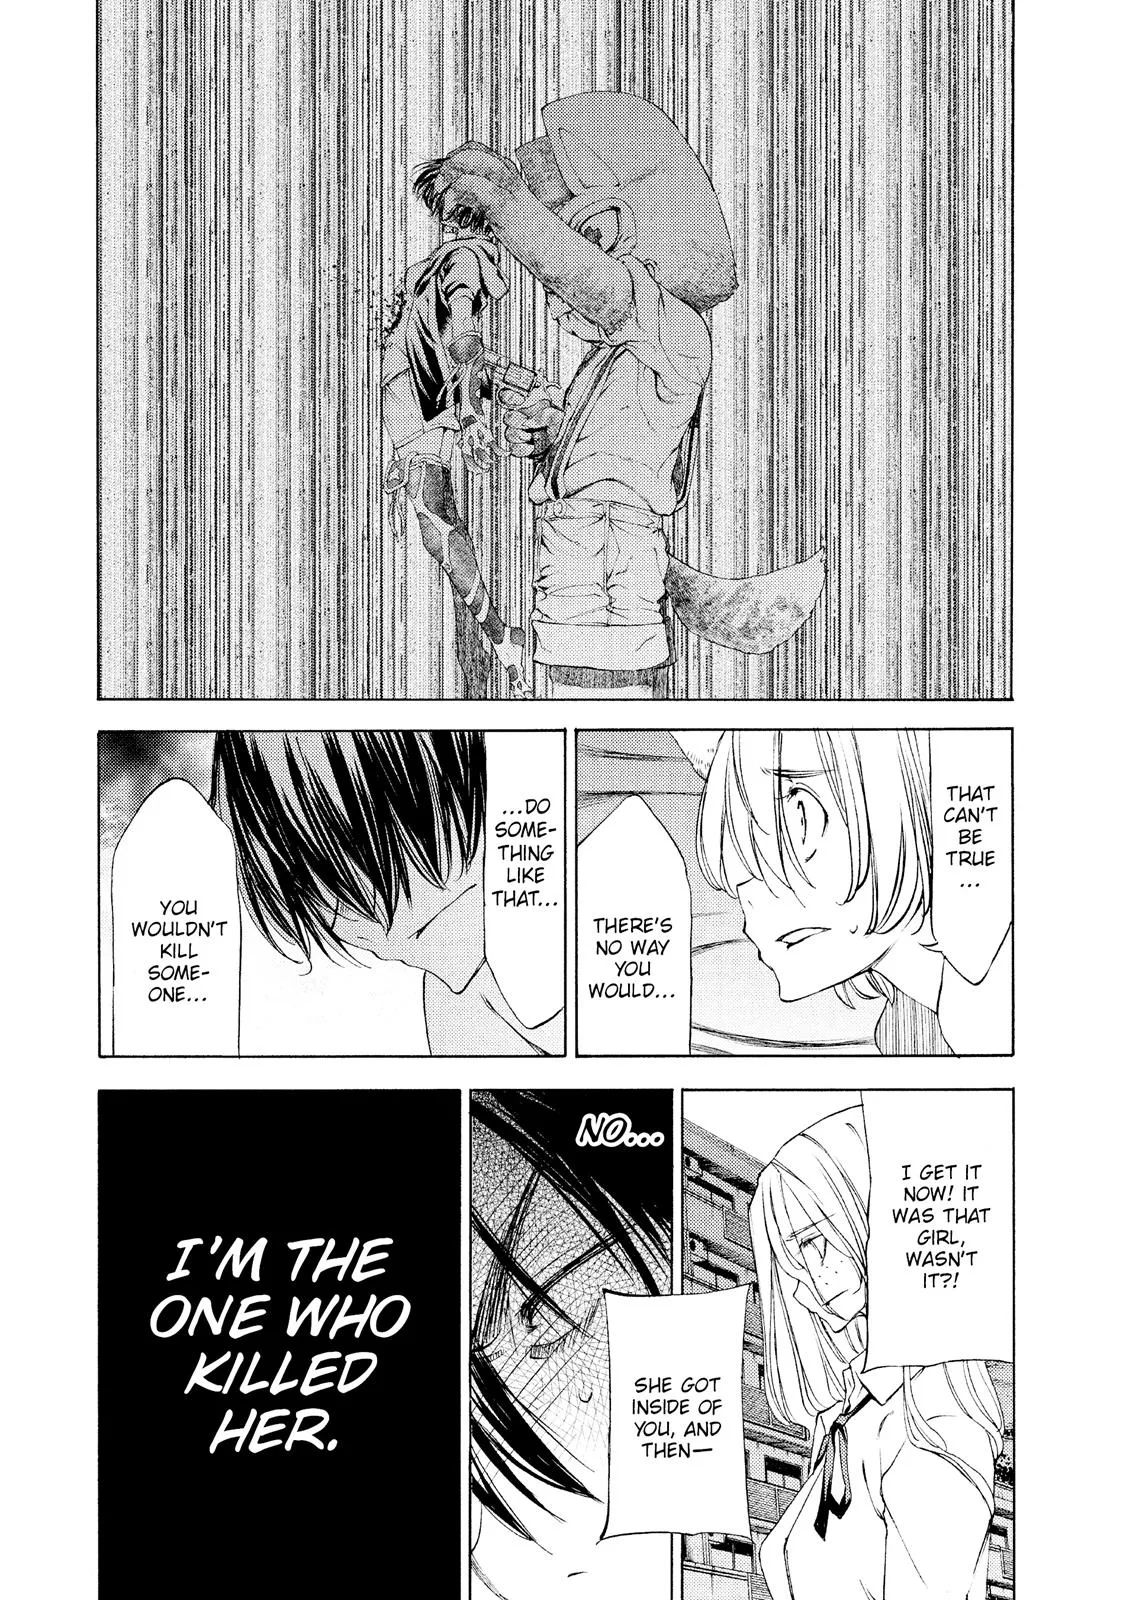 THAT
CAN'T
BE
TRUE
...
THERE'S
NO WAY
YOU
WOULD...
...DO
SOME-
THING
LIKE
THAT...
YOU
WOULDN'T
KILL
SOME-
ONE...
I GET IT
NOW! IT
WAS THAT
GIRL,
WASN'T
IT?!
SHE GOT
INSIDE OF
YOU, AND
THEN—
NO...
I'M THE
ONE WHO
KILLED
HER.